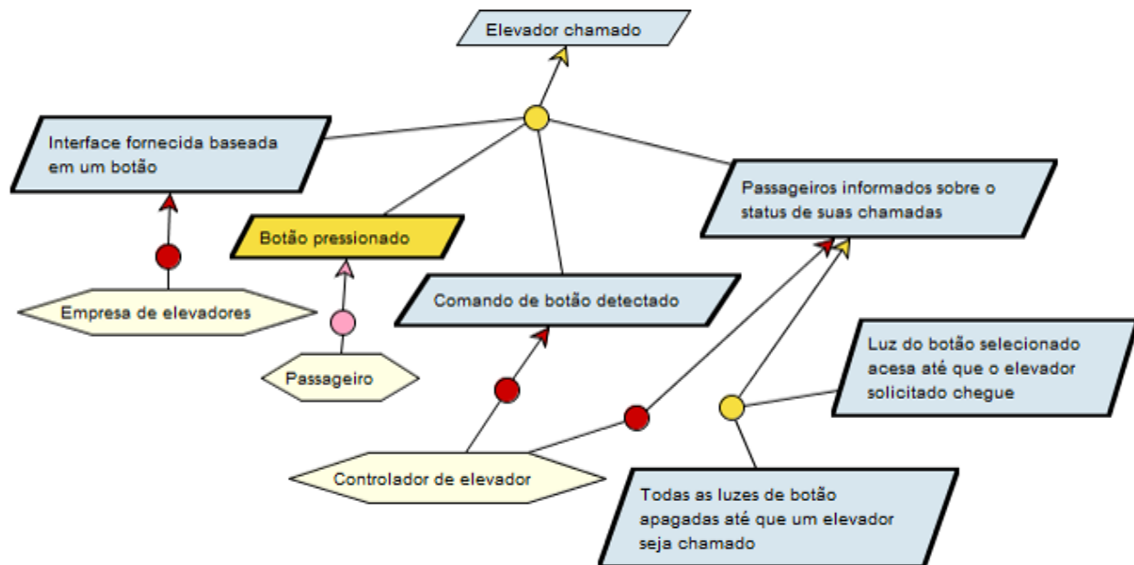 Elevador chamado
Interface fornecida baseada
em um botão
Passageiros informados sobre o
status de suas chamadas
Botão pressionado
Comando de botão detectado
Empresa de elevadores
Passageiro
Luz do botão selecionado
acesa até que o elevador
solicitado chegue
Controlador de elevador
Todas as luzes de botão
apagadas até que um elevador
seja chamado